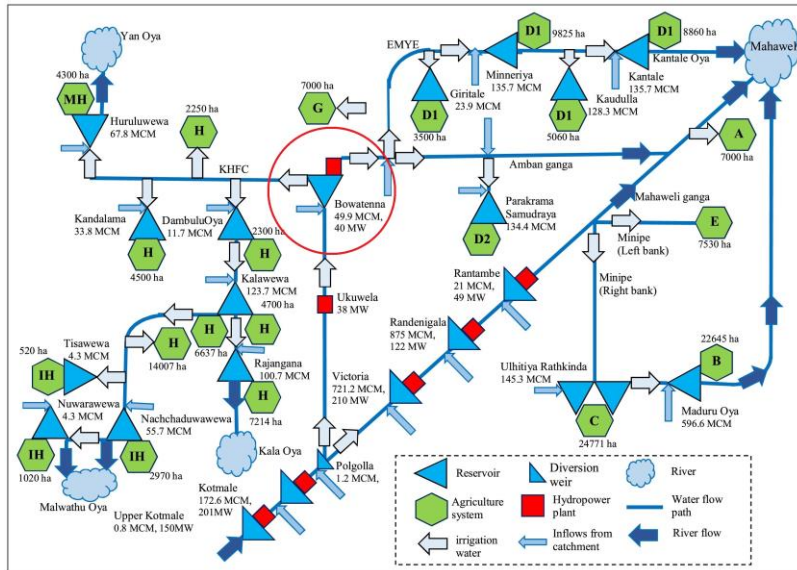 Yan Oya
4300 ha
MH
Huruluwewa
67.8 MCM
2250 ha
H
7000 ha
G
EMYE
D1
9825 ha
Minneriya
135.7 MCM
Giritale
23.9 MCM
D1
3500 ha
D1
8860 ha
Kantale Oya
Kantale
135.7 MCM
Kaudulla
128.3 MCM
D1
5060 ha
Mahaweli
A
7000 ha
KHFC
Bowatenna
49.9 MCM,
40 MW
Amban ganga
Parakrama
Samudraya
134.4 MCM
D2
Mahaweli ganga
Kandalama
33.8 MCM
H
4500 ha
DambuluOya
11.7 MCM
2300 ha
H
Kalawewa
123.7 MCM
4700 ha
H
H
6637 ha
H
14007 ha
Rajangana
100.7 MCM
H
7214 ha
Kala Oya
Tisawewa
4.3 MCM
520 ha
IH
Nuwarawewa
4.3 MCM
Nachchaduwawewa
55.7 MCM
IH
1020 ha
IH
2970 ha
Malwathu Oya
Ukuwela
38 MW
Minipe
(Left bank)
E
7530 ha
Minipe
(Right bank)
Rantambe
21 MCM,
49 MW
Randenigala
875 MCM,
122 MW
Victoria
721.2 MCM,
210 MW
Polgolla
1.2 MCM,
Kotmale
172.6 MCM,
201MW
Upper Kotmale
0.8 MCM, 150MW
Ulhitiya Rathkinda
145.3 MCM
C
24771 ha
22645 ha
B
Maduru Oya
596.6 MCM
Reservoir
Diversion
weir
River
Agriculture
system
Hydropower
plant
Water flow
path
irrigation
water
Inflows from
catchment
River flow